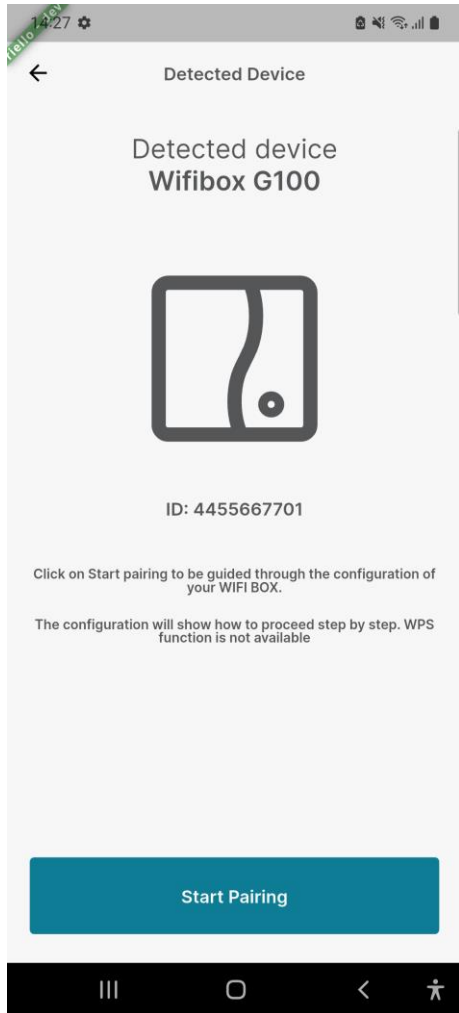 14:27
riello dev
Detected Device
Detected device
Wifibox G100
ID: 4455667701
Click on Start pairing to be guided through the configuration of
your WIFI BOX.
The configuration will show how to proceed step by step. WPS
function is not available
Start Pairing